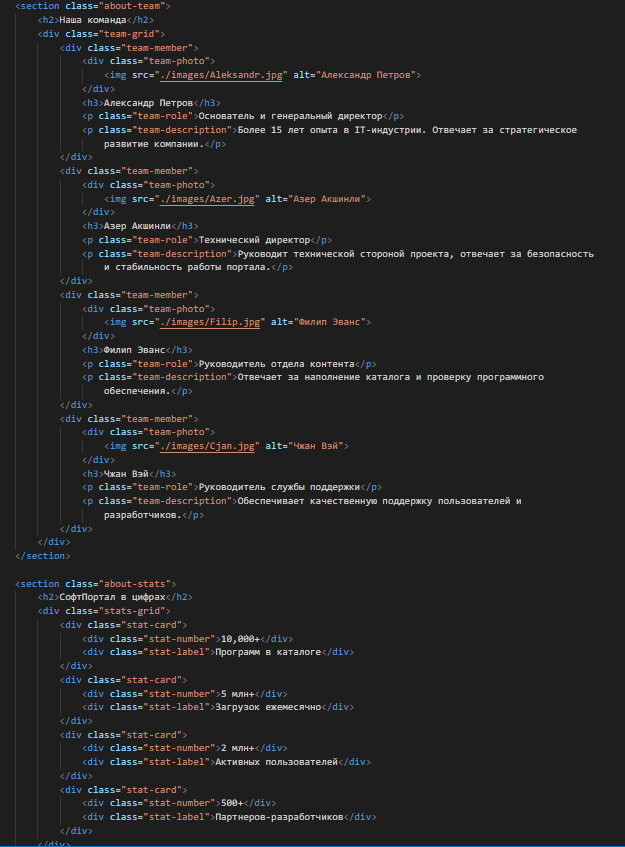 <section class="about-team">
<h2>Наша команда</h2>
<div class="team-grid">
<div class="team-member">
<div class="team-photo">
<img src="./images/Aleksandr.jpg" alt="Александр Петров">
</div>
<h3>Александр Петров</h3>
<p class="team-role">Основатель и генеральный директор</p>
<p class="team-description">Более 15 лет опыта в IT-индустрии. Отвечает за стратегическое
развитие компании.</p>
</div>
<div class="team-member">
<div class="team-photo">
<img src="./images/Azer.jpg" alt="Азер Акшинли">
</div>
<h3>Азер Акшинли</h3>
<p class="team-role">Технический директор</p>
<p class="team-description">Руководит технической стороной проекта, отвечает за безопасность
и стабильность работы портала.</p>
</div>
<div class="team-member">
<div class="team-photo">
<img src="./images/Filip.jpg" alt="Филип Эванс">
</div>
<h3>Филип Эванс</h3>
<p class="team-role">Руководитель отдела контента</p>
<p class="team-description">Отвечает за наполнение каталога и проверку программного
обеспечения.</p>
</div>
<div class="team-member">
<div class="team-photo">
<img src="./images/Cjan.jpg" alt="Чжан Вэй">
</div>
<h3>Чжан Вэй</h3>
<p class="team-role">Руководитель службы поддержки</p>
<p class="team-description">Обеспечивает качественную поддержку пользователей и
разработчиков.</p>
</div>
</div>
</section>
<section class="about-stats">
<h2>СофтПортал в цифрах</h2>
<div class="stats-grid">
<div class="stat-card">
<div class="stat-number">10,000+</div>
<div class="stat-label">Программ в каталоге</div>
</div>
<div class="stat-card">
<div class="stat-number">5 млн+</div>
<div class="stat-label">Загрузок ежемесячно</div>
</div>
<div class="stat-card">
<div class="stat-number">2 млн+</div>
<div class="stat-label">Активных пользователей</div>
</div>
<div class="stat-card">
<div class="stat-number">500+</div>
<div class="stat-label">Партнеров-разработчиков</div>
</div>
</div>